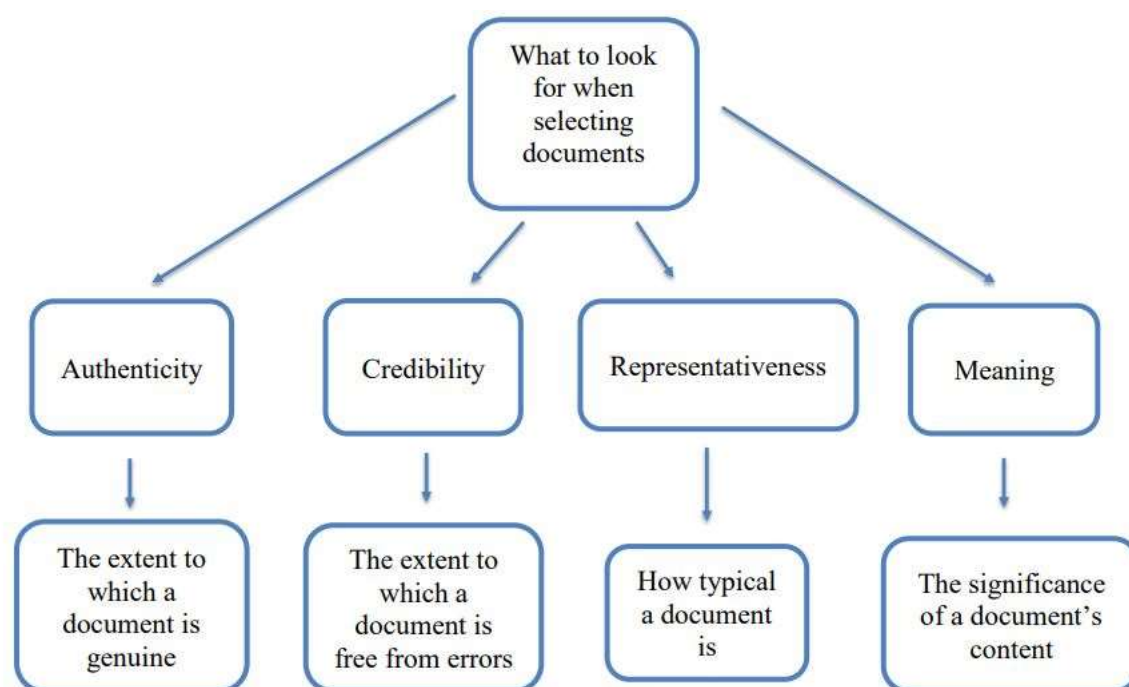 What to look
for when
selecting
documents
Authenticity
Credibility
Representativeness
Meaning
The extent to
which a
document is
genuine
The extent to
which a
document is
free from errors
How typical
a document
is
The significance
of a document's
content